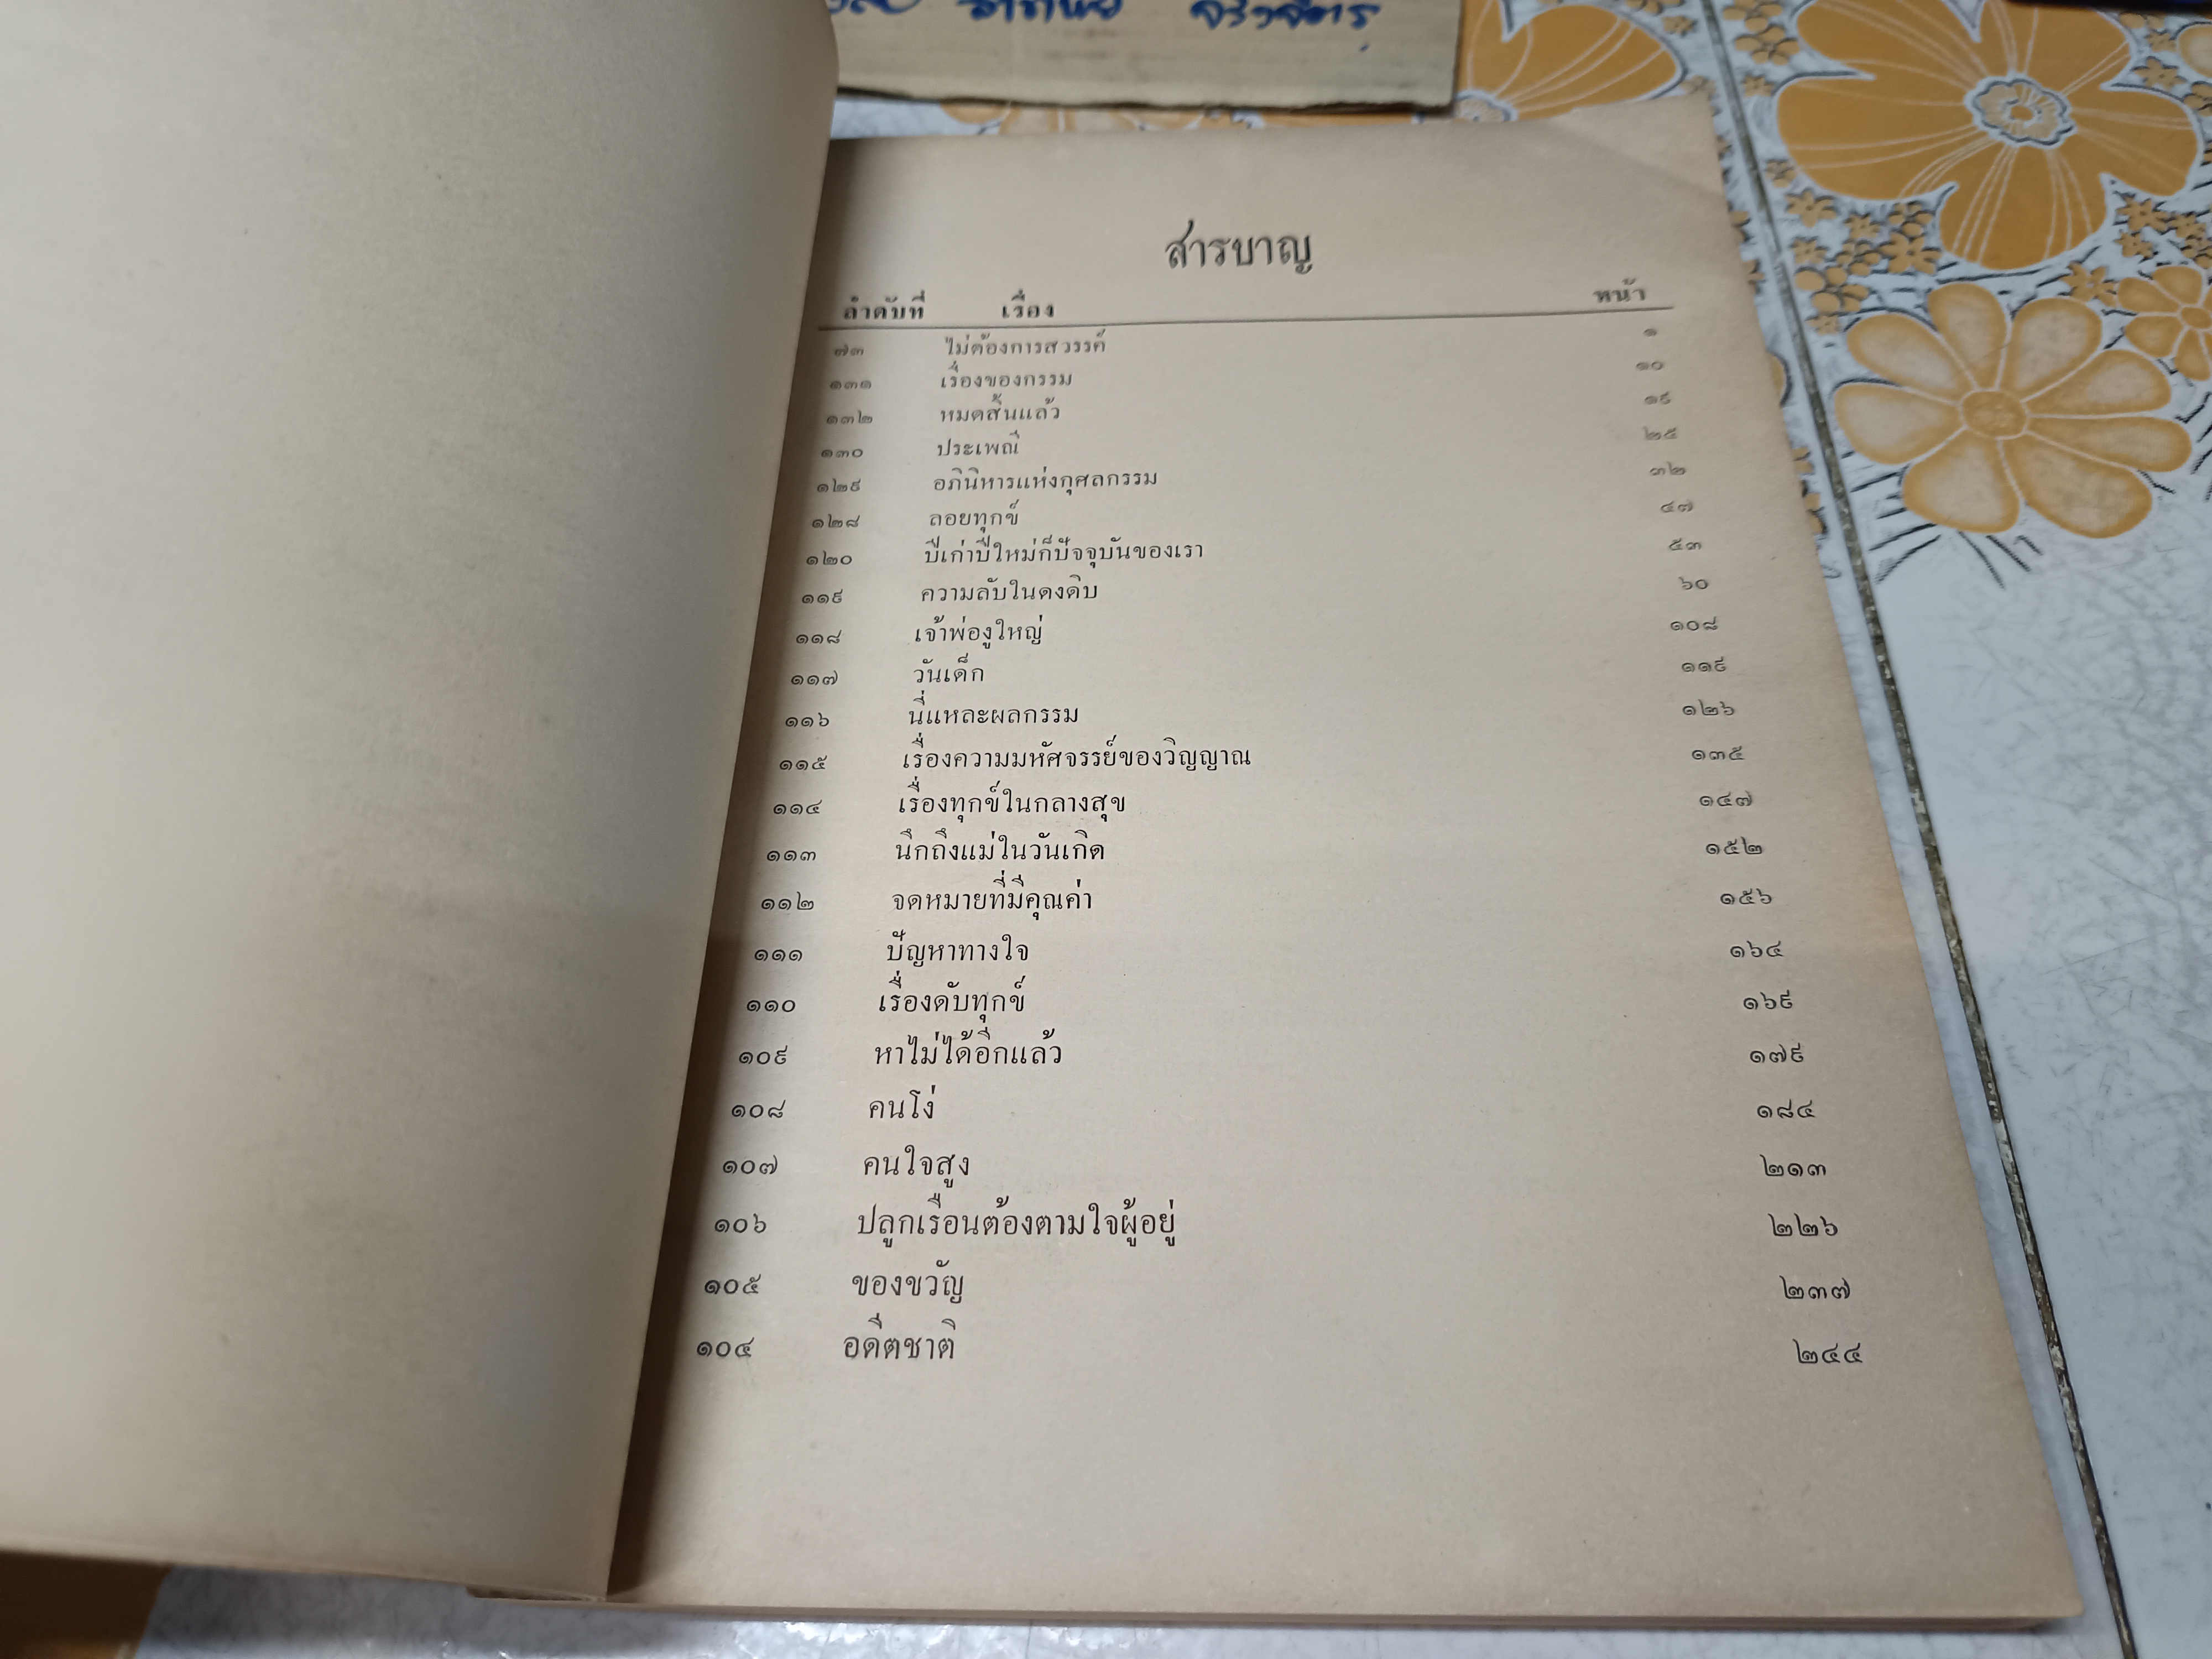 สารบาญ
ลำดับที่ เรื่อง หน้า
๗๓ ไม่ต้องการสวรรค์ ๑
๑๓๑ เรื่องของกรรม ๑๐
๑๓๒ หมดสิ้นแล้ว ๑๙
๑๓๐ ประเพณี ๒๕
๑๒๙ อภินิหารแห่งกุศลกรรม ๓๒
๑๒๘ ลอยทุกข์ ๔๗
๑๒๐ ปีเก่าปีใหม่ก็ปัจจุบันของเรา ๕๓
๑๑๙ ความลับในดงดิบ ๖๐
๑๑๘ เจ้าพ่องูใหญ่ ๑๐๘
๑๑๗ วันเด็ก ๑๑๙
๑๑๖ นี่แหละผลกรรม ๑๒๖
๑๑๕ เรื่องความมหัศจรรย์ของวิญญาณ ๑๓๕
๑๑๔ เรื่องทุกข์ในกลางสุข ๑๔๗
๑๑๓ นึกถึงแม่ในวันเกิด ๑๕๒
๑๑๒ จดหมายที่มีคุณค่า ๑๕๖
๑๑๑ ปัญหาทางใจ ๑๖๔
๑๑๐ เรื่องดับทุกข์ ๑๖๙
๑๐๙ หาไม่ได้อีกแล้ว ๑๗๙
๑๐๘ คนโง่ ๑๘๔
๑๐๗ คนใจสูง ๒๑๓
๑๐๖ ปลูกเรือนต้องตามใจผู้อยู่ ๒๒๖
๑๐๕ ของขวัญ ๒๓๗
๑๐๔ อดีตชาติ ๒๔๔